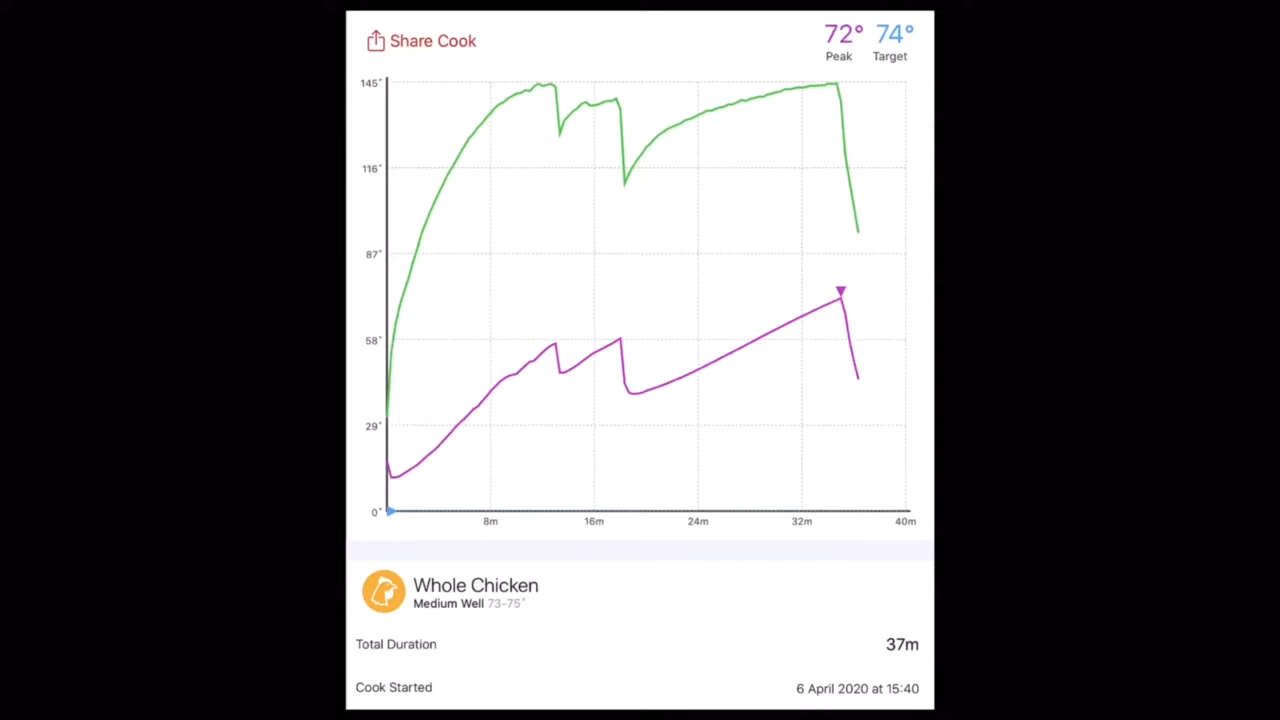 Share Cook
72° 74°
Peak Target
145°
116°
87°
58°
29°
0°
8m 16m 24m 32m 40m
Whole Chicken
Medium Well 73-75°
Total Duration 37m
Cook Started 6 April 2020 at 15:40